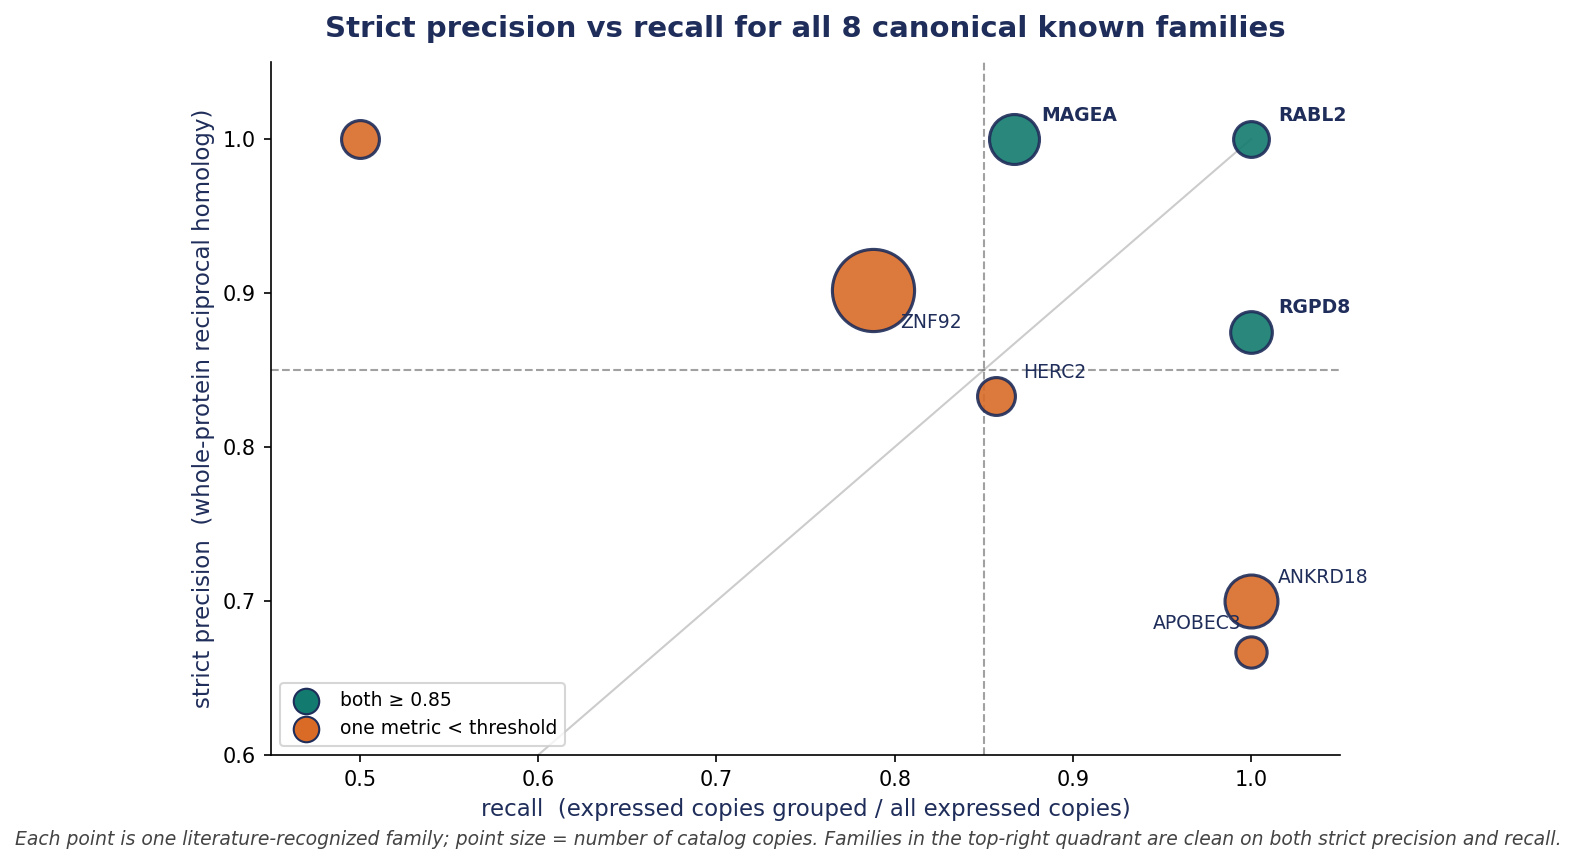 Strict precision vs recall for all 8 canonical known families
strict precision  (whole-protein reciprocal homology)
1.0
0.9
0.8
0.7
0.6
MAGEA
RABL2
ZNF92
RGPD8
HERC2
ANKRD18
APOBEC3
both ≥ 0.85
one metric < threshold
0.5
0.6
0.7
0.8
0.9
1.0
recall  (expressed copies grouped / all expressed copies)
Each point is one literature-recognized family; point size = number of catalog copies. Families in the top-right quadrant are clean on both strict precision and recall.